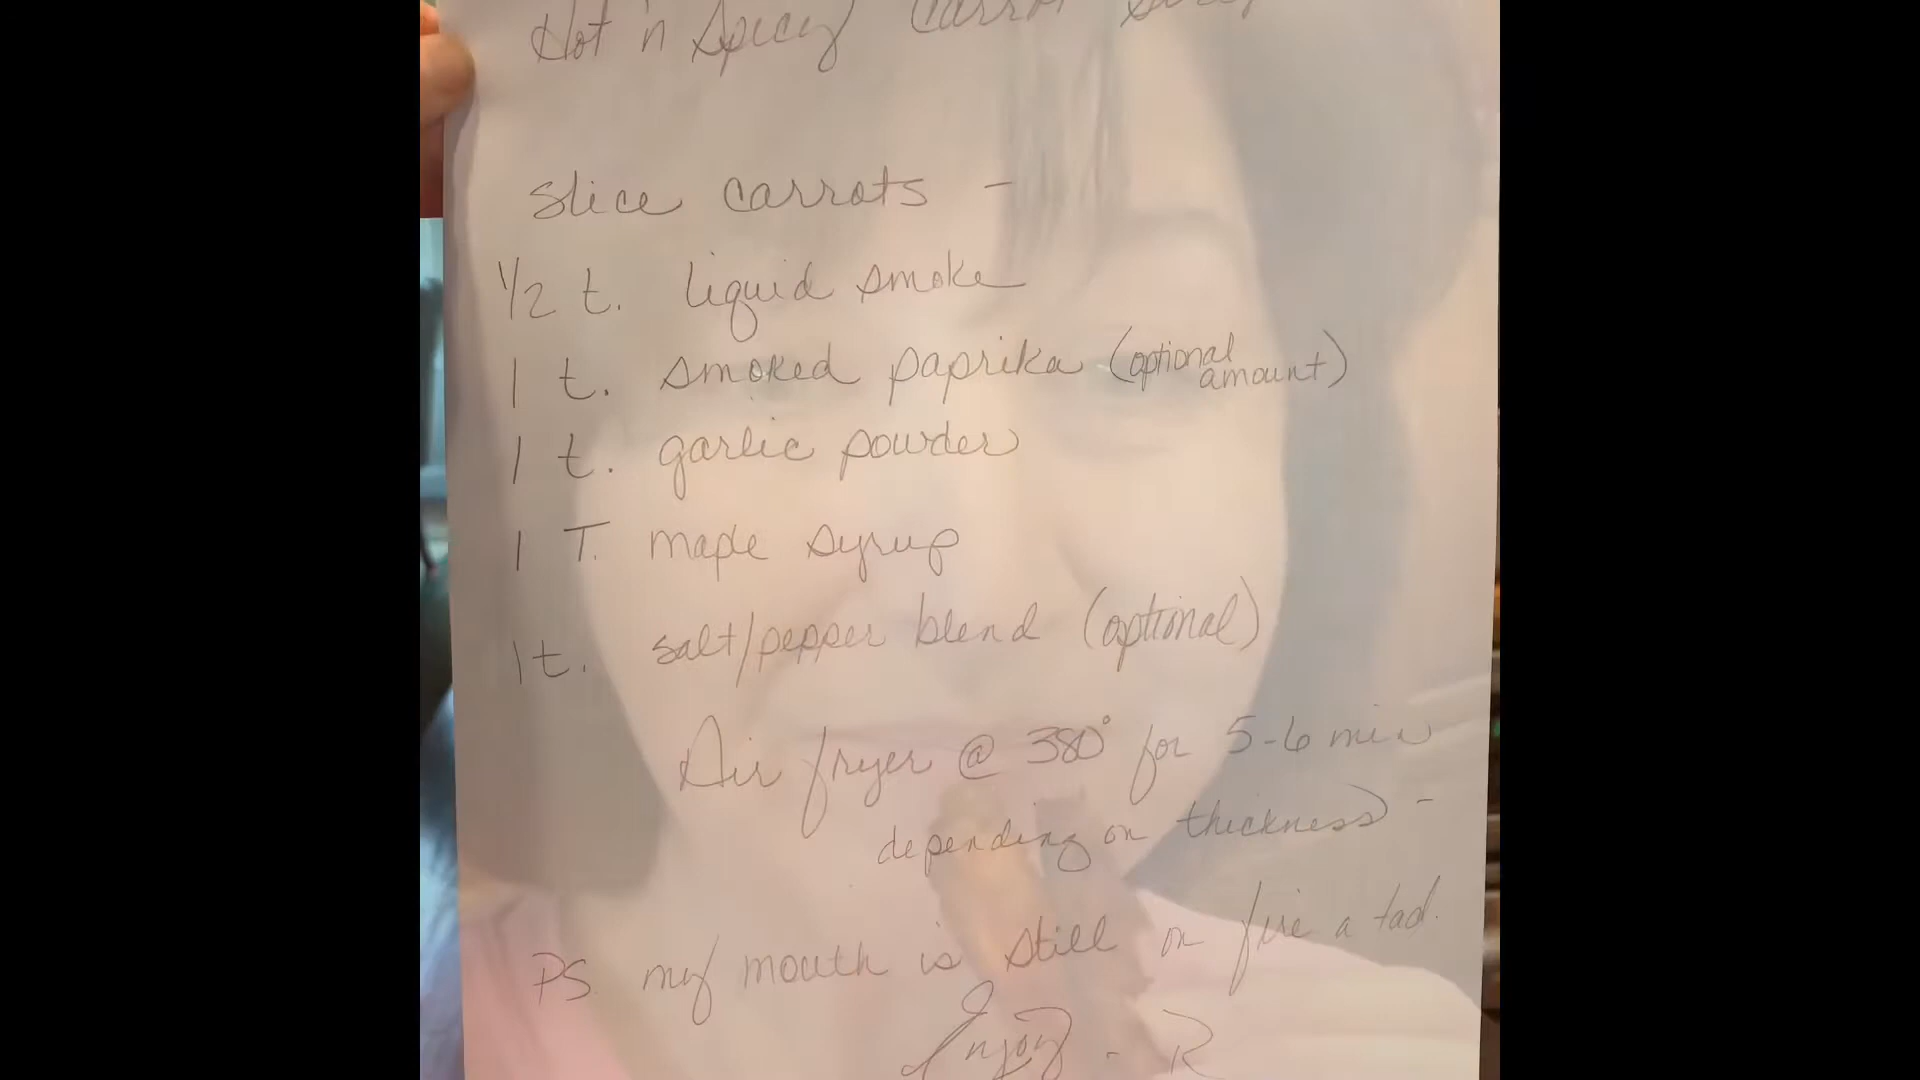 Hot 'n Spicy Carrot
slice carrots -
1/2 t. liquid smoke
1 t. smoked paprika (optional amount)
1 t. garlic powder
1 T. maple syrup
1 t. salt/pepper blend (optional)
Air fryer @ 380° for 5-6 min
depending on thickness -
PS. my mouth is still on fire a tad.
Enjoy - R